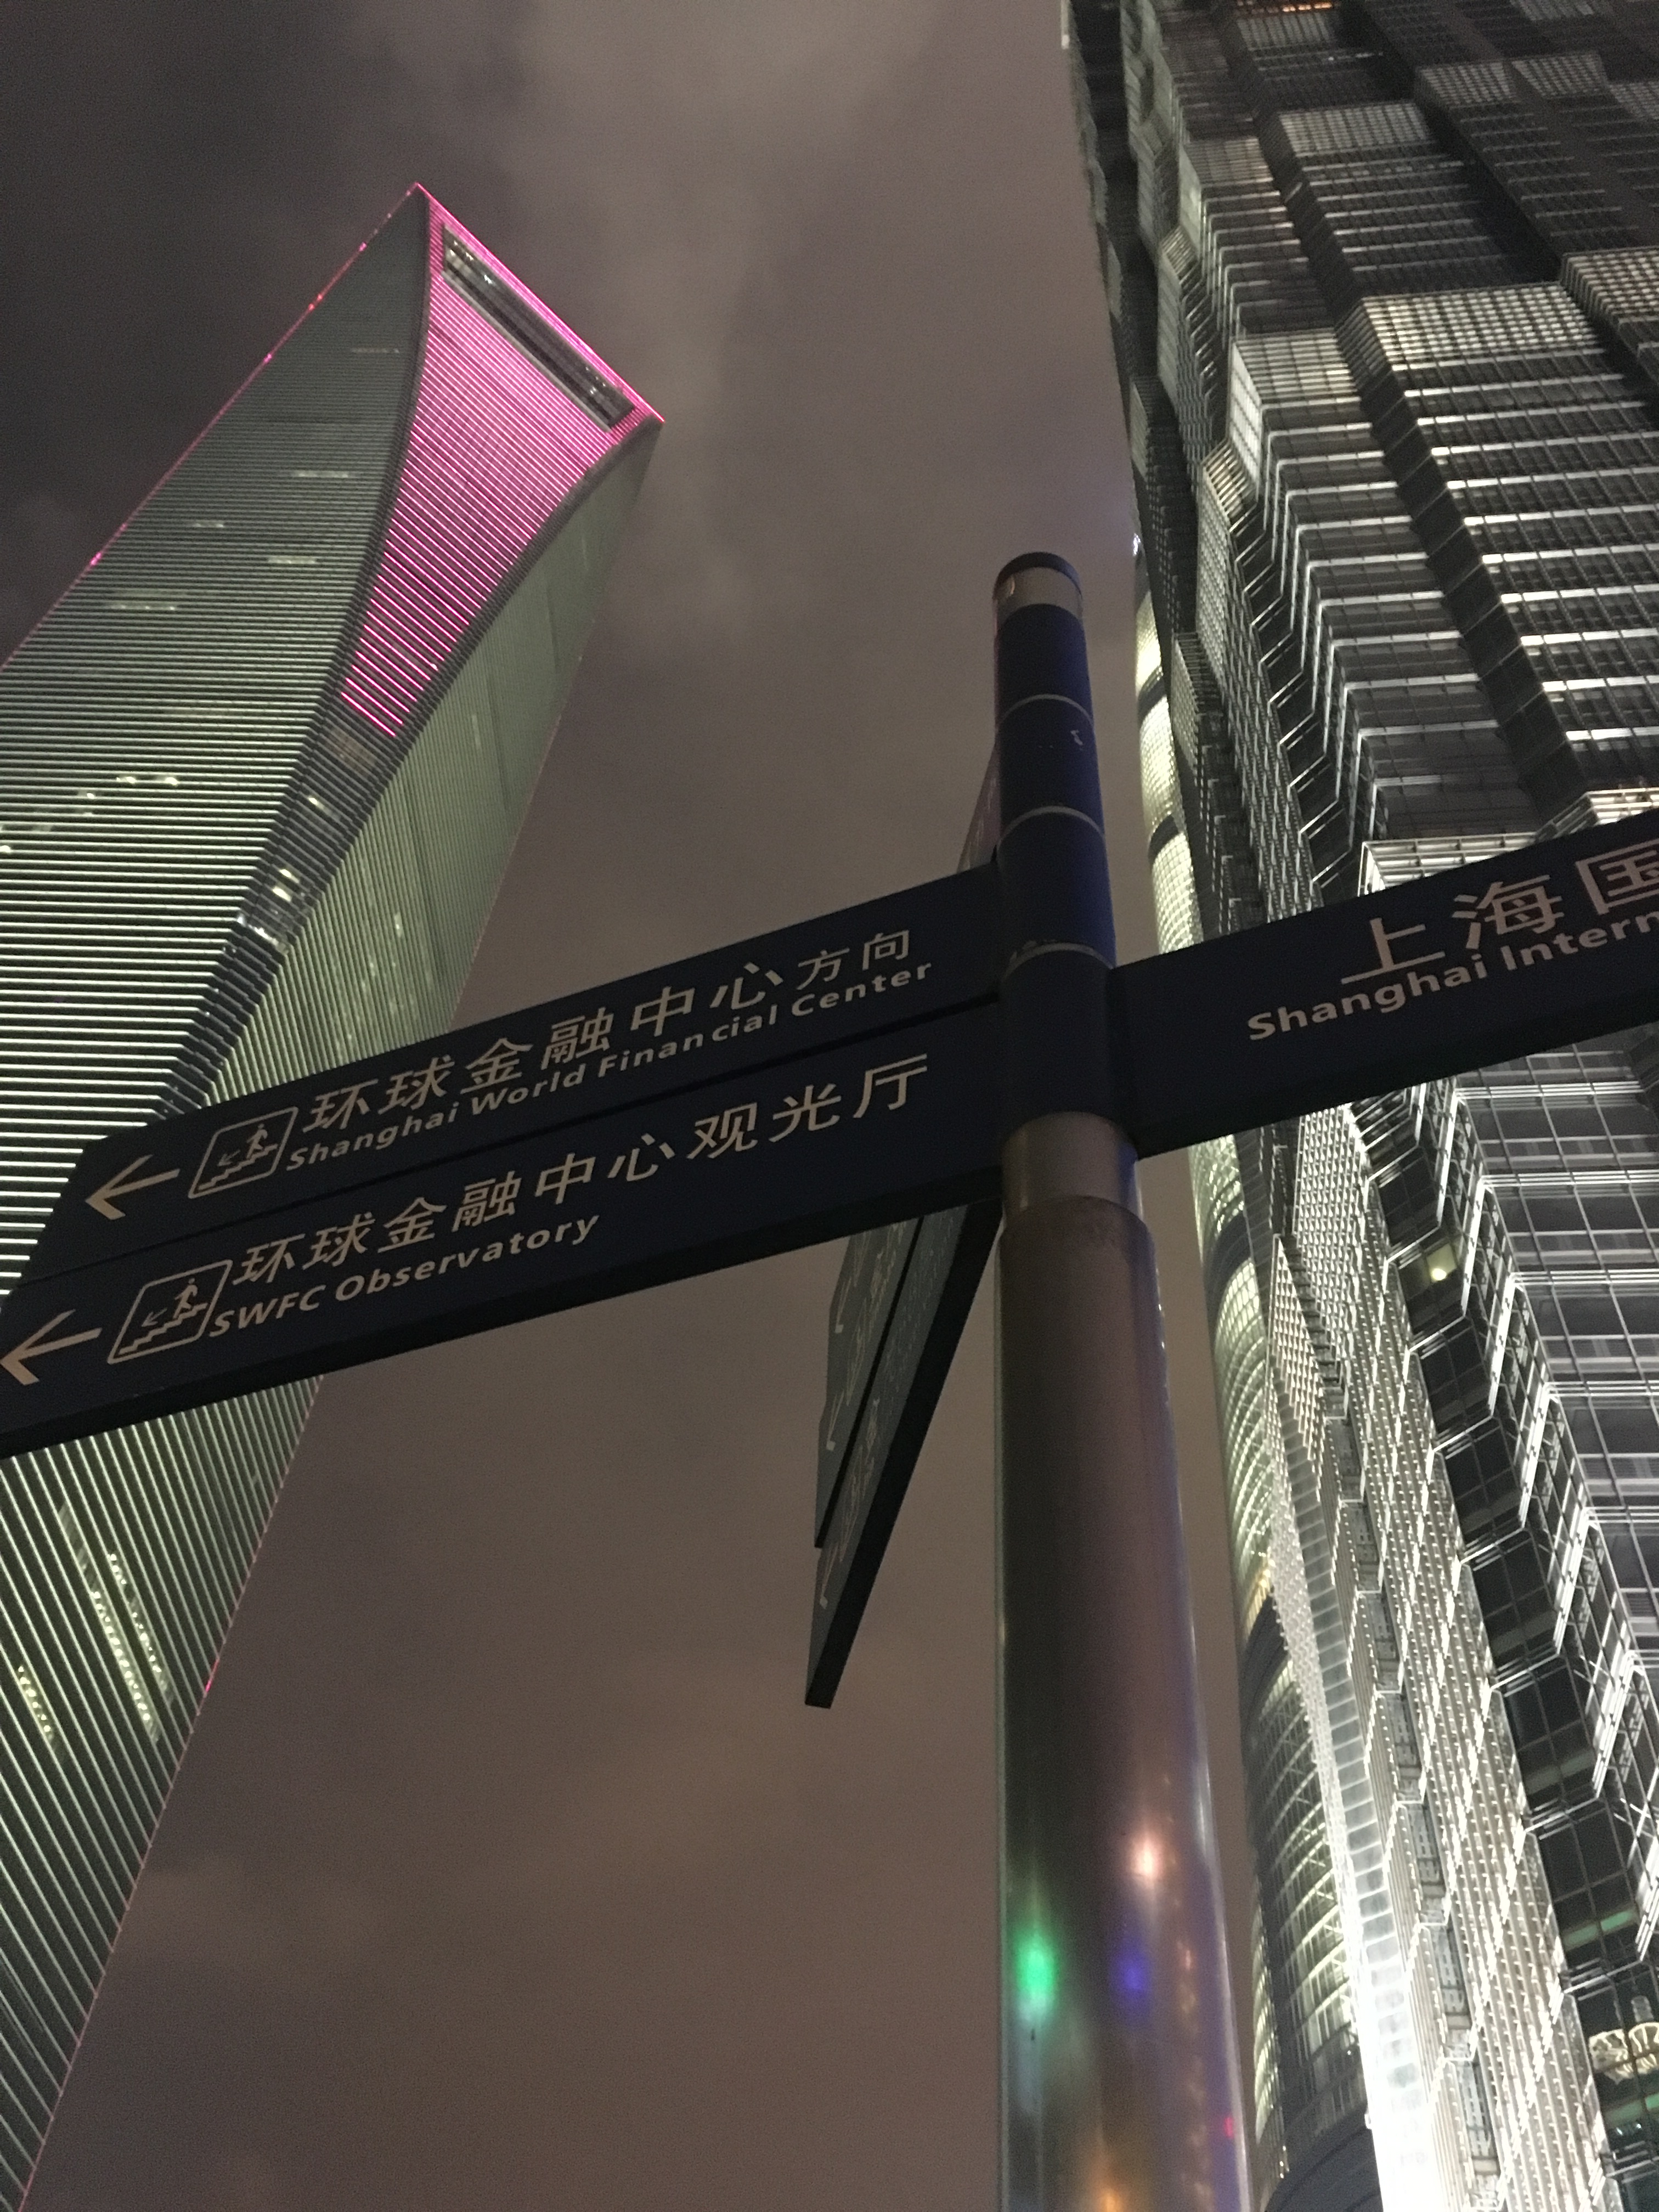 环球金融中心方向
Shanghai World Financial Center
环球金融中心观光厅
SWFC Observatory
上海国
Shanghai Intern